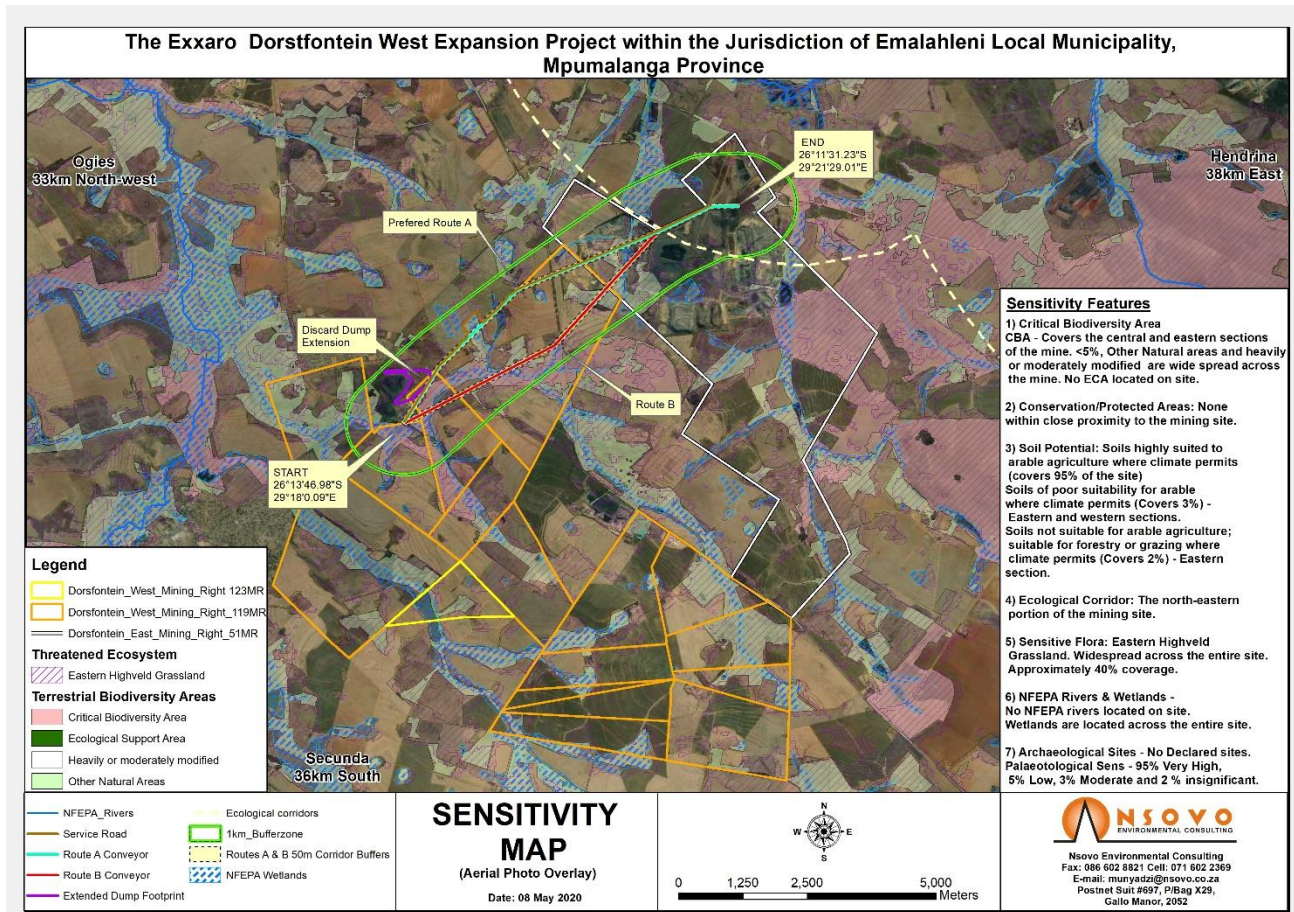 The Exxaro Dorstfontein West Expansion Project within the Jurisdiction of Emalahleni Local Municipality,
Mpumalanga Province
Ogies
33km North-west
END
26°11'31.23"S
29°21'29.01"E
Hendrina
38km East
Prefered Route A
Discard Dump
Extension
Route B
START
26°13'46.98"S
29°18'0.09"E
Secunda
36km South
Sensitivity Features
1) Critical Biodiversity Area
CBA - Covers the central and eastern sections
of the mine. <5%, Other Natural areas and heavily
or moderately modified are wide spread across
the mine. No ECA located on site.
2) Conservation/Protected Areas: None
within close proximity to the mining site.
3) Soil Potential: Soils highly suited to
arable agriculture where climate permits
(covers 95% of the site)
Soils of poor suitability for arable
where climate permits (Covers 3%) -
Eastern and western sections.
Soils not suitable for arable agriculture;
suitable for forestry or grazing where
climate permits (Covers 2%) - Eastern
section.
4) Ecological Corridor: The north-eastern
portion of the mining site.
5) Sensitive Flora: Eastern Highveld
Grassland. Widespread across the entire site.
Approximately 40% coverage.
6) NFEPA Rivers & Wetlands -
No NFEPA rivers located on site.
Wetlands are located across the entire site.
7) Archaeological Sites - No Declared sites.
Palaeotological Sens - 95% Very High,
5% Low, 3% Moderate and 2 % insignificant.
Legend
Dorsfontein_West_Mining_Right 123MR
Dorsfontein_West_Mining_Right_119MR
Dorsfontein_East_Mining_Right_51MR
Threatened Ecosystem
Eastern Highveld Grassland
Terrestrial Biodiversity Areas
Critical Biodiversity Area
Ecological Support Area
Heavily or moderately modified
Other Natural Areas
NFEPA_Rivers
Service Road
Route A Conveyor
Route B Conveyor
Extended Dump Footprint
Ecological corridors
1km_Bufferzone
Routes A & B 50m Corridor Buffers
NFEPA Wetlands
SENSITIVITY
MAP
(Aerial Photo Overlay)
Date: 08 May 2020
N
W E
S
0 1,250 2,500 5,000
Meters
NSOVO
ENVIRONMENTAL CONSULTING
Nsovo Environmental Consulting
Fax: 086 602 8821 Cell: 071 602 2369
E-mail: munyadzi@nsovo.co.za
Postnet Suit #697, P/Bag X29,
Gallo Manor, 2052